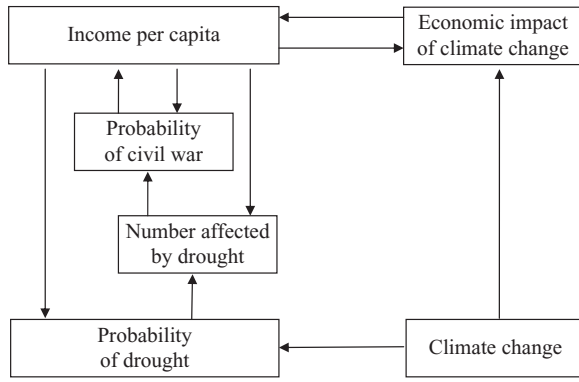 Income per capita
Economic impact
of climate change
Probability
of civil war
Number affected
by drought
Probability
of drought
Climate change